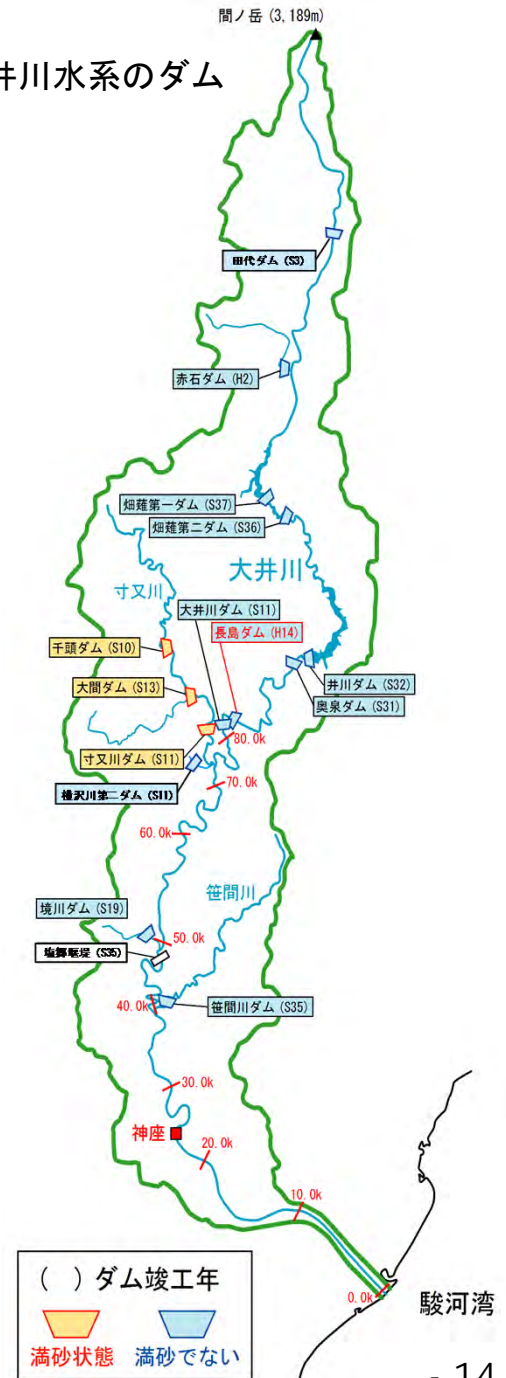 間ノ岳 (3,189m)
井川水系のダム
田代ダム (S3)
赤石ダム (H2)
畑薙第一ダム (S37)
畑薙第二ダム (S36)
大井川
寸又川
大井川ダム (S11)
長島ダム (H14)
千頭ダム (S10)
大間ダム (S13)
井川ダム (S32)
奥泉ダム (S31)
寸又川ダム (S11)
80.0k
横沢川第二ダム (S11)
70.0k
60.0k
笹間川
境川ダム (S19)
50.0k
塩郷堰堤 (S35)
40.0k
笹間川ダム (S35)
30.0k
神座
20.0k
10.0k
0.0k
駿河湾
( ) ダム竣工年
満砂状態 満砂でない
- 14